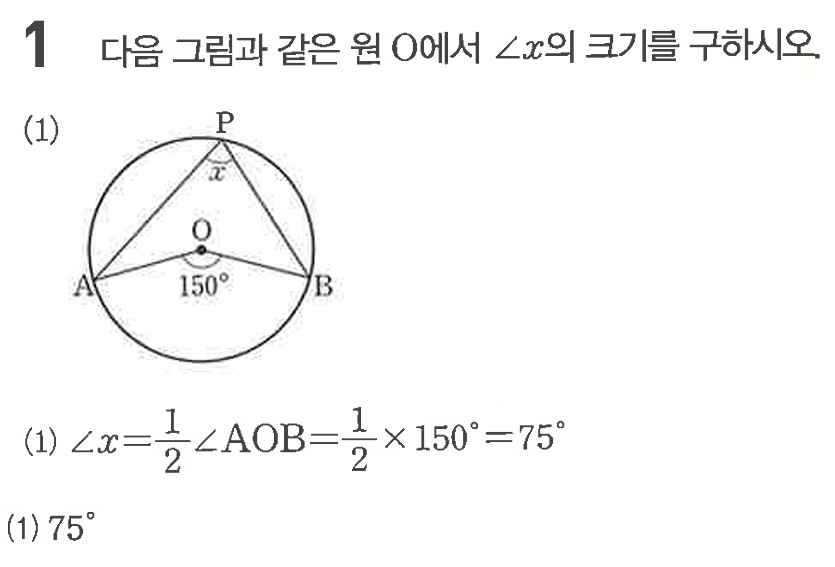 1 다음 그림과 같은 원 O에서 ∠x의 크기를 구하시오.
(1)
P
x
O
A 150° B
(1) ∠x=1/2∠AOB=1/2×150°=75°
(1) 75°